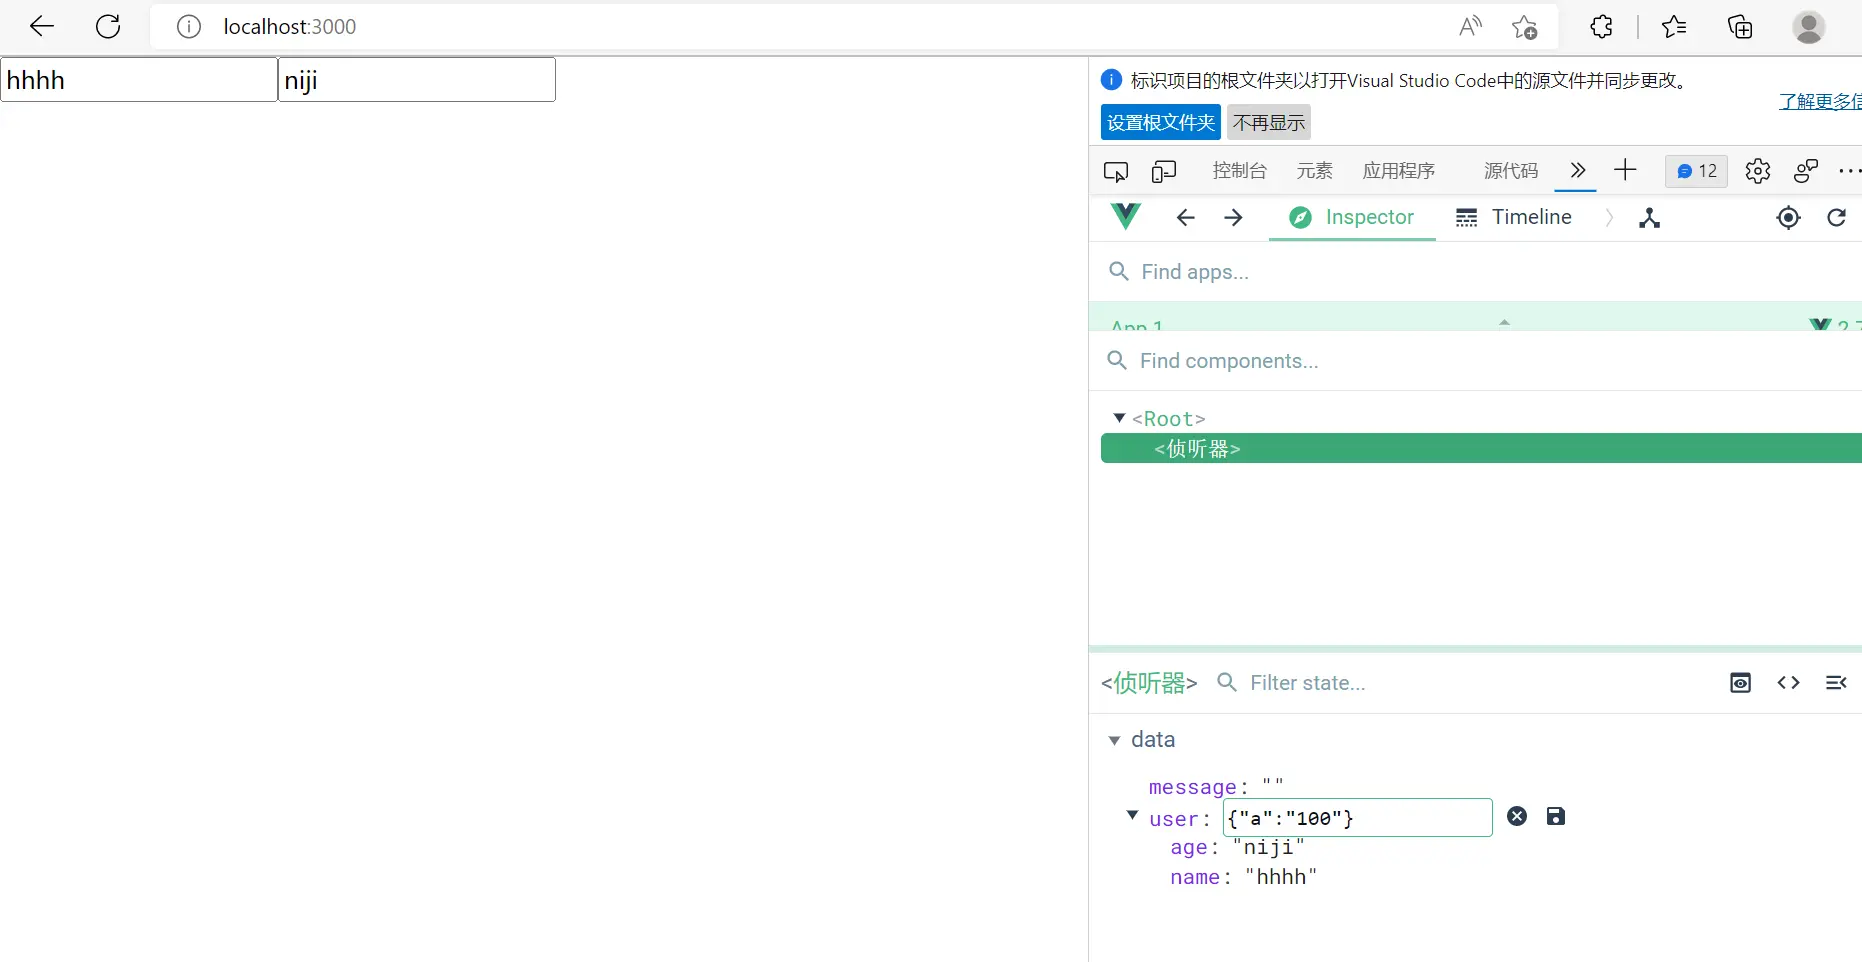 localhost:3000
hhhh niji
标识项目的根文件夹以打开Visual Studio Code中的源文件并同步更改。
了解更多信
设置根文件夹 不再显示
控制台 元素 应用程序 源代码 12
Inspector Timeline
Find apps...
App 1 2.7
Find components...
<Root>
<侦听器>
<侦听器> Filter state...
data
message: ""
user: {"a":"100"}
age: "niji"
name: "hhhh"